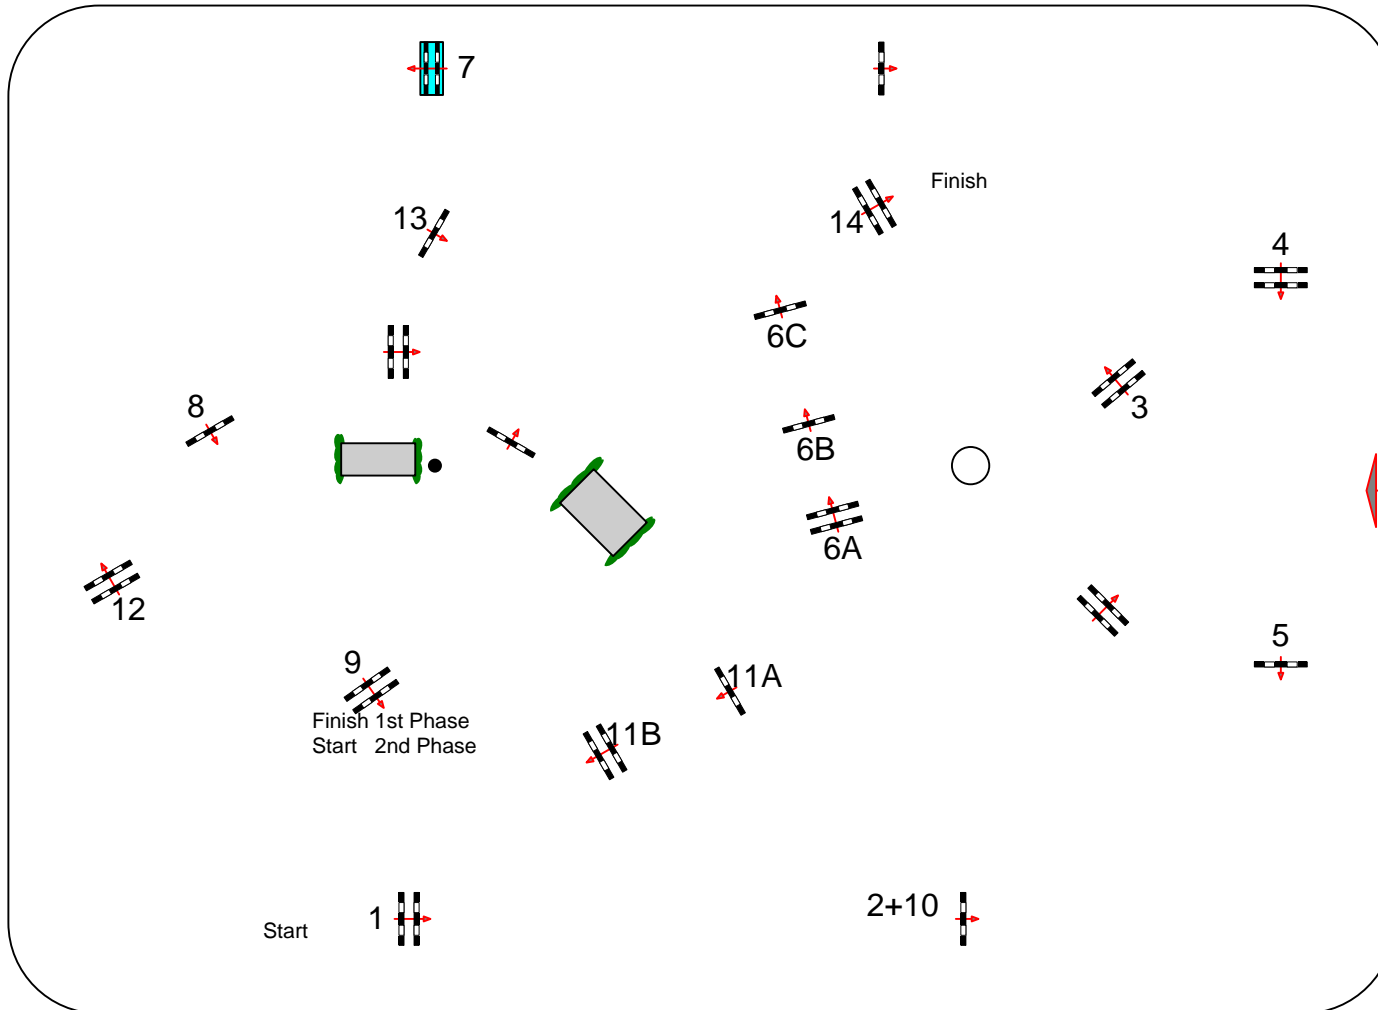 7
Finish
13
14
4
6C
8
3
6B
6A
12
5
9
11A
Finish 1st Phase
Start 2nd Phase
11B
1
2+10
Start